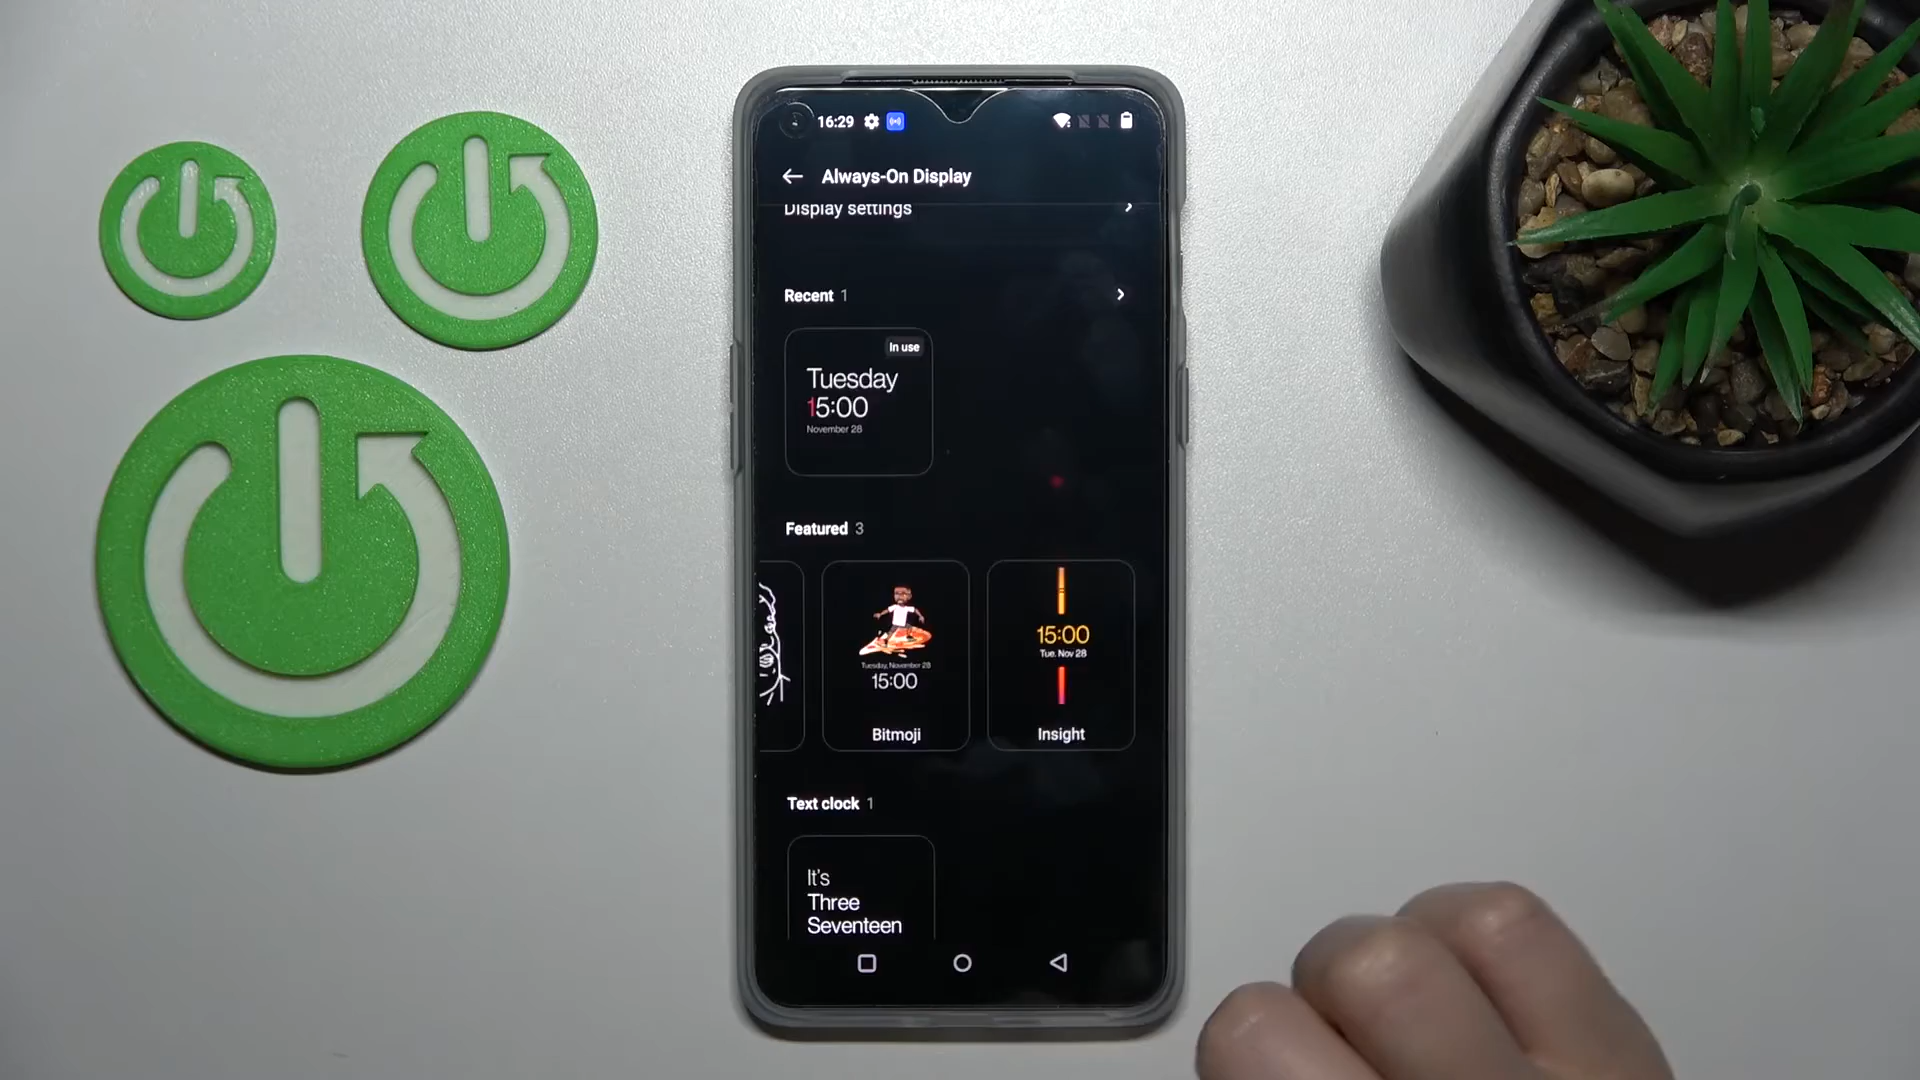 16:29
Always-On Display
Display settings
Recent 1
In use
Tuesday
15:00
November 28
Featured 3
Tuesday, November 28
15:00
Bitmoji
15:00
Tue. Nov 28
Insight
Text clock 1
It's
Three
Seventeen